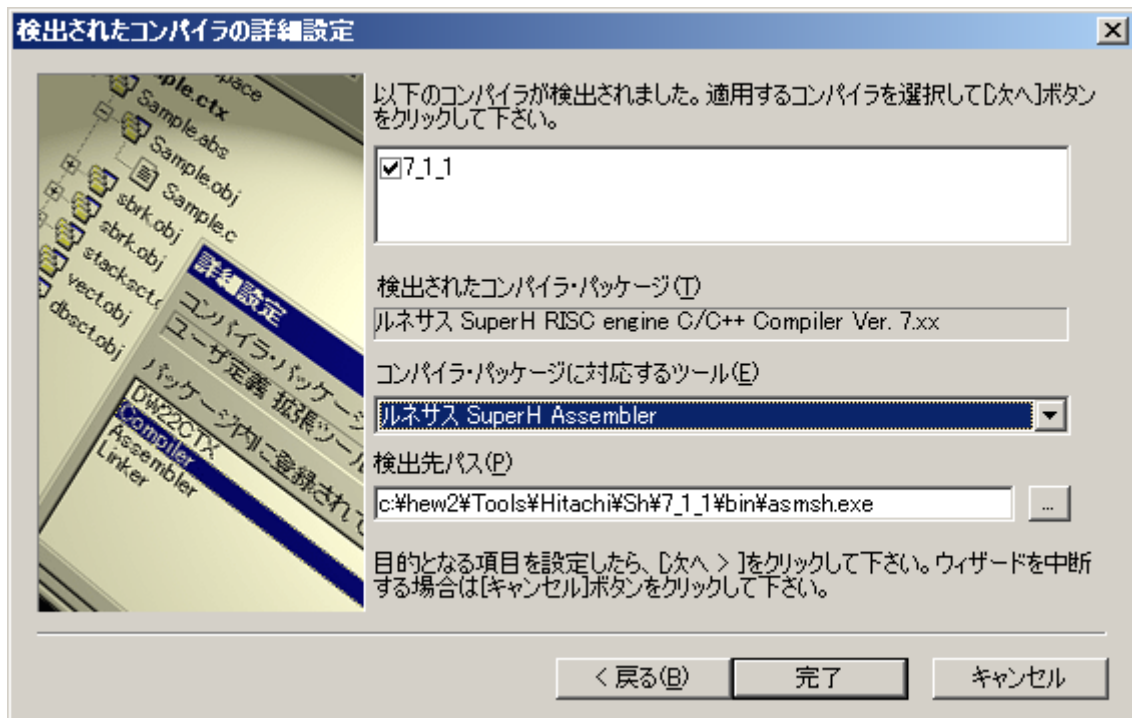 検出されたコンパイラの詳細設定
以下のコンパイラが検出されました。適用するコンパイラを選択して[次へ]ボタン
をクリックして下さい。
7_1_1
検出されたコンパイラ・パッケージ(T)
ルネサス SuperH RISC engine C/C++ Compiler Ver. 7.xx
コンパイラ・パッケージに対応するツール(E)
ルネサス SuperH Assembler
検出先パス(P)
c:¥hew2¥Tools¥Hitachi¥Sh¥7_1_1¥bin¥asmsh.exe
...
目的となる項目を設定したら、[次へ > ]をクリックして下さい。ウィザードを中断
する場合は[キャンセル]ボタンをクリックして下さい。
< 戻る(B)
完了
キャンセル
pace
ple.ctx
Sample.abs
Sample.obj
Sample.c
sbrk.obj
sbrk.obj
stacksct.
vect.obj
dbsct.obj
詳細設定
コンパイラ・パッケージ
ユーザ定義 拡張ツール
パッケージ内に登録されて
DW22CTX
Compiler
Assembler
Linker